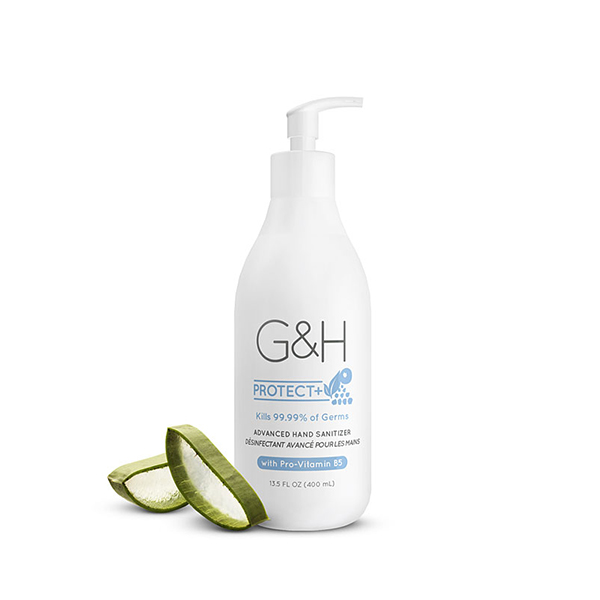 G&H
PROTECT+
Kills 99.99% of Germs
ADVANCED HAND SANITIZER
DÉSINFECTANT AVANCÉ POUR LES MAINS
with Pro-Vitamin B5
13.5 FL OZ (400 mL)